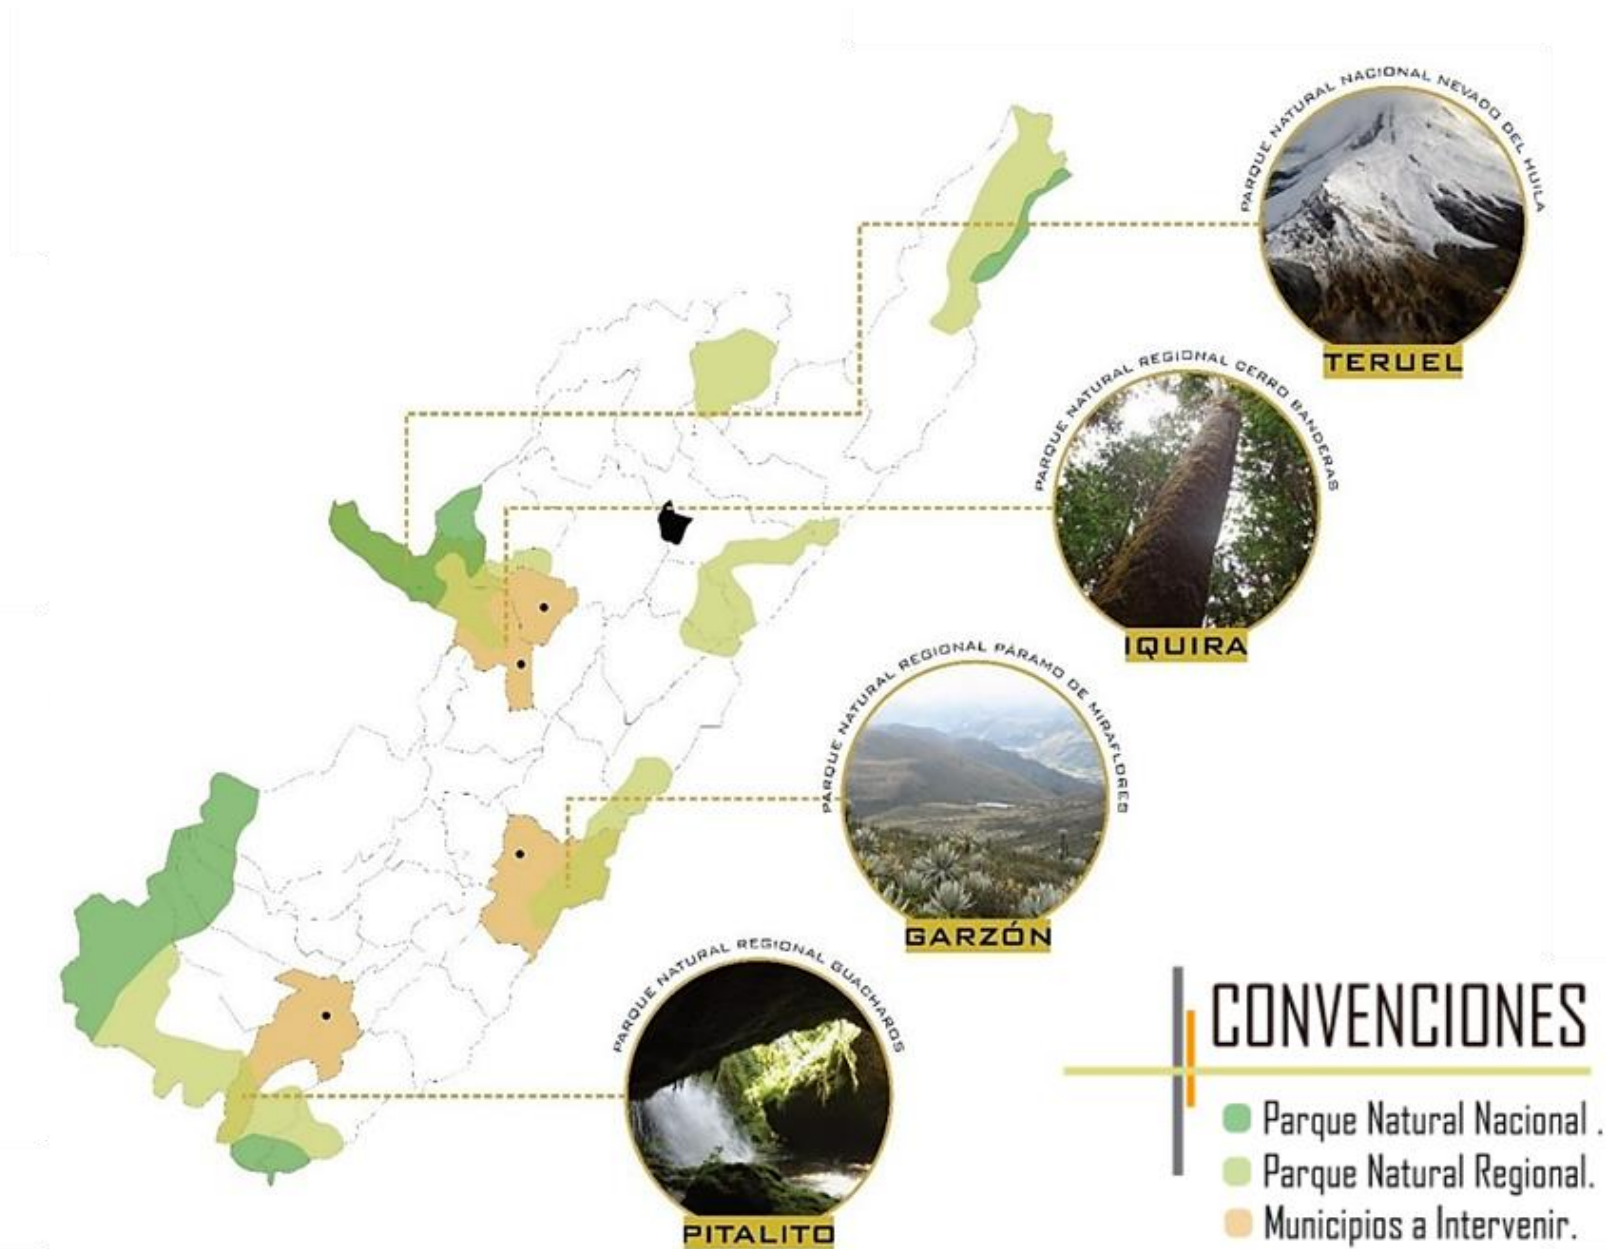 PARQUE NATURAL NACIONAL NEVADO DEL HUILA
TERUEL
PARQUE NATURAL REGIONAL CERRO BANDERAS
IQUIRA
PARQUE NATURAL REGIONAL PÁRAMO DE MIRAFLORES
GARZÓN
PARQUE NATURAL REGIONAL GUACHAROS
PITALITO
CONVENCIONES
Parque Natural Nacional .
Parque Natural Regional.
Municipios a Intervenir.